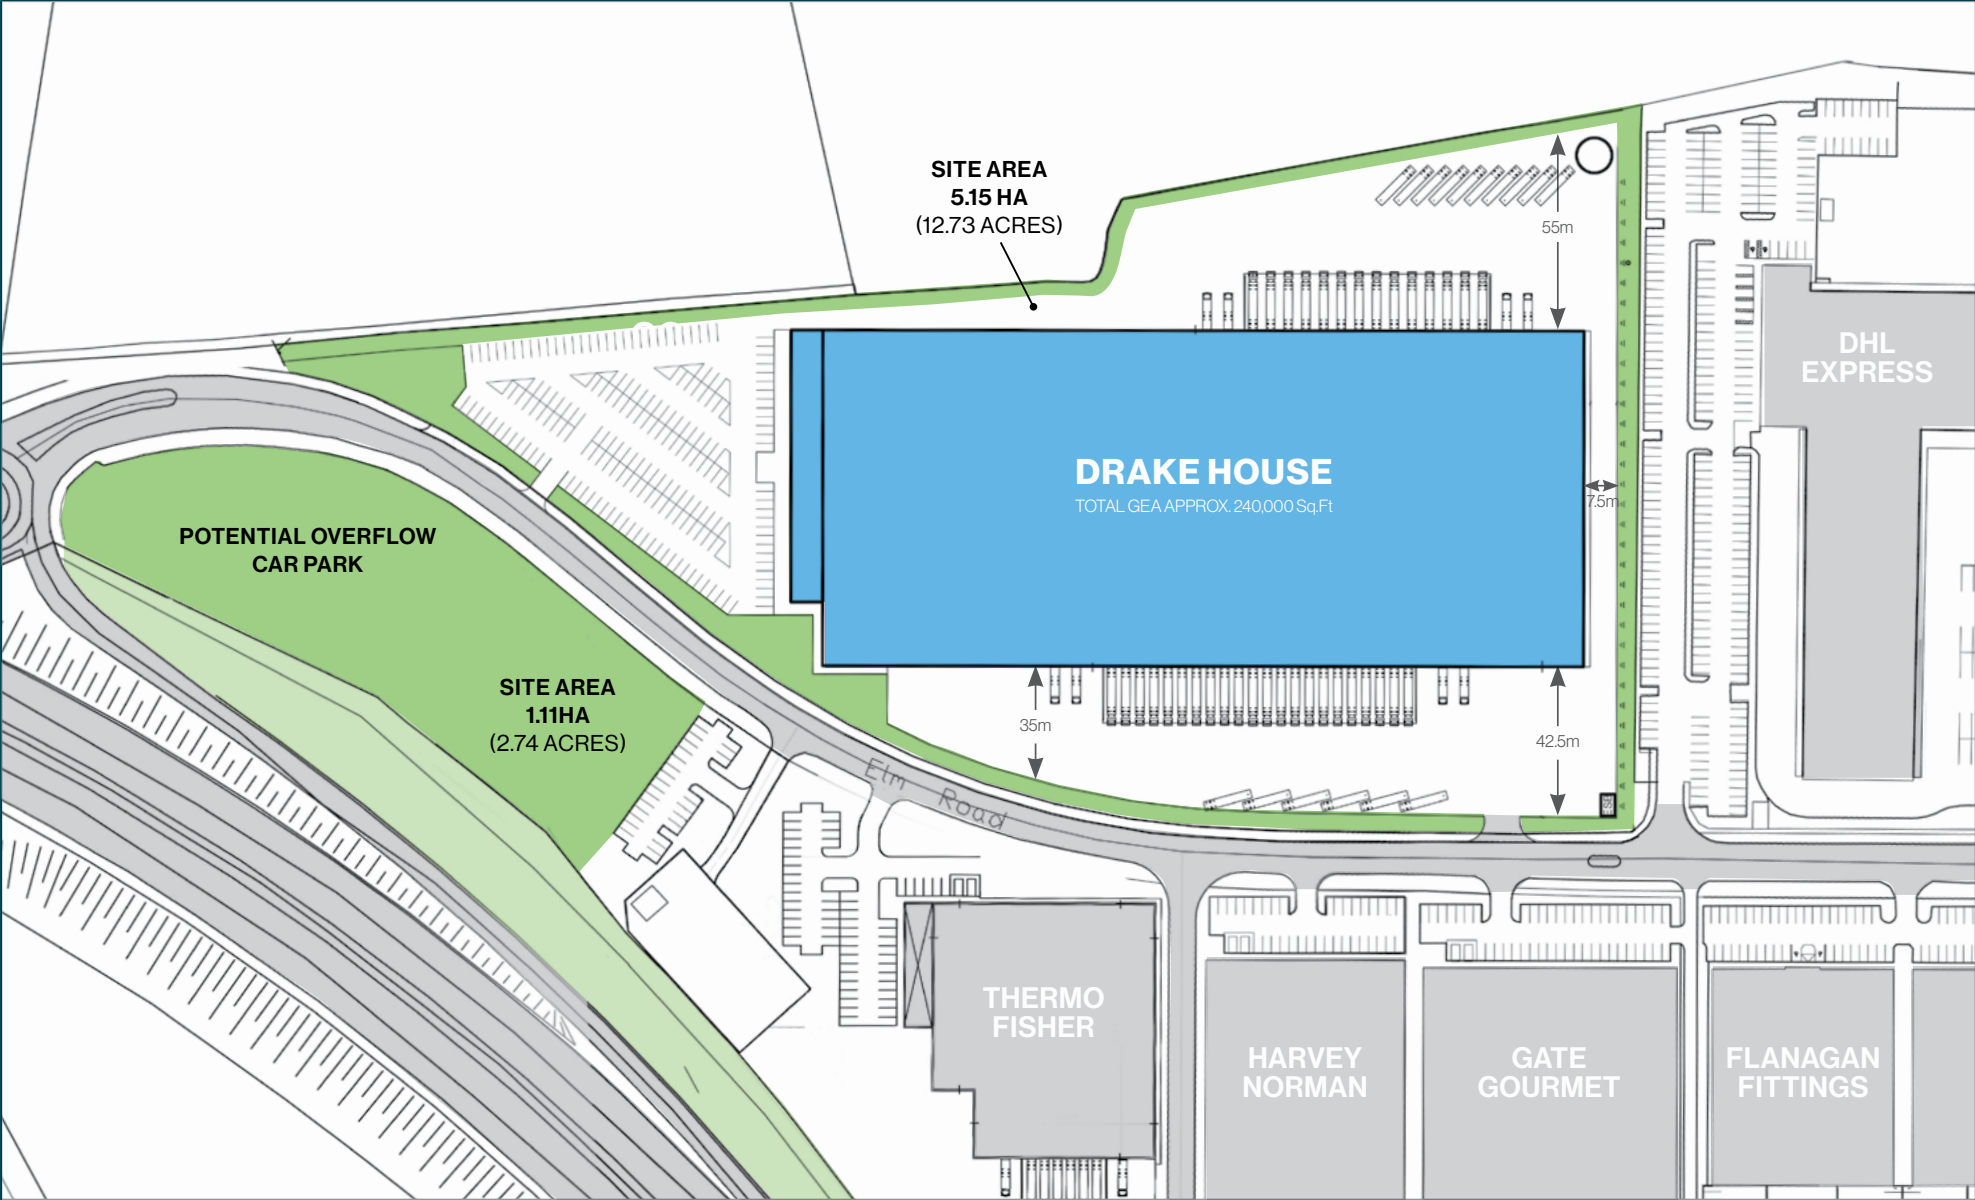 SITE AREA
5.15 HA
(12.73 ACRES)
55m
DHL
EXPRESS
DRAKE HOUSE
TOTAL GEA APPROX. 240,000 Sq.Ft
7.5m
POTENTIAL OVERFLOW
CAR PARK
SITE AREA
1.11HA
(2.74 ACRES)
35m
42.5m
Elm Road
THERMO
FISHER
HARVEY
NORMAN
GATE
GOURMET
FLANAGAN
FITTINGS